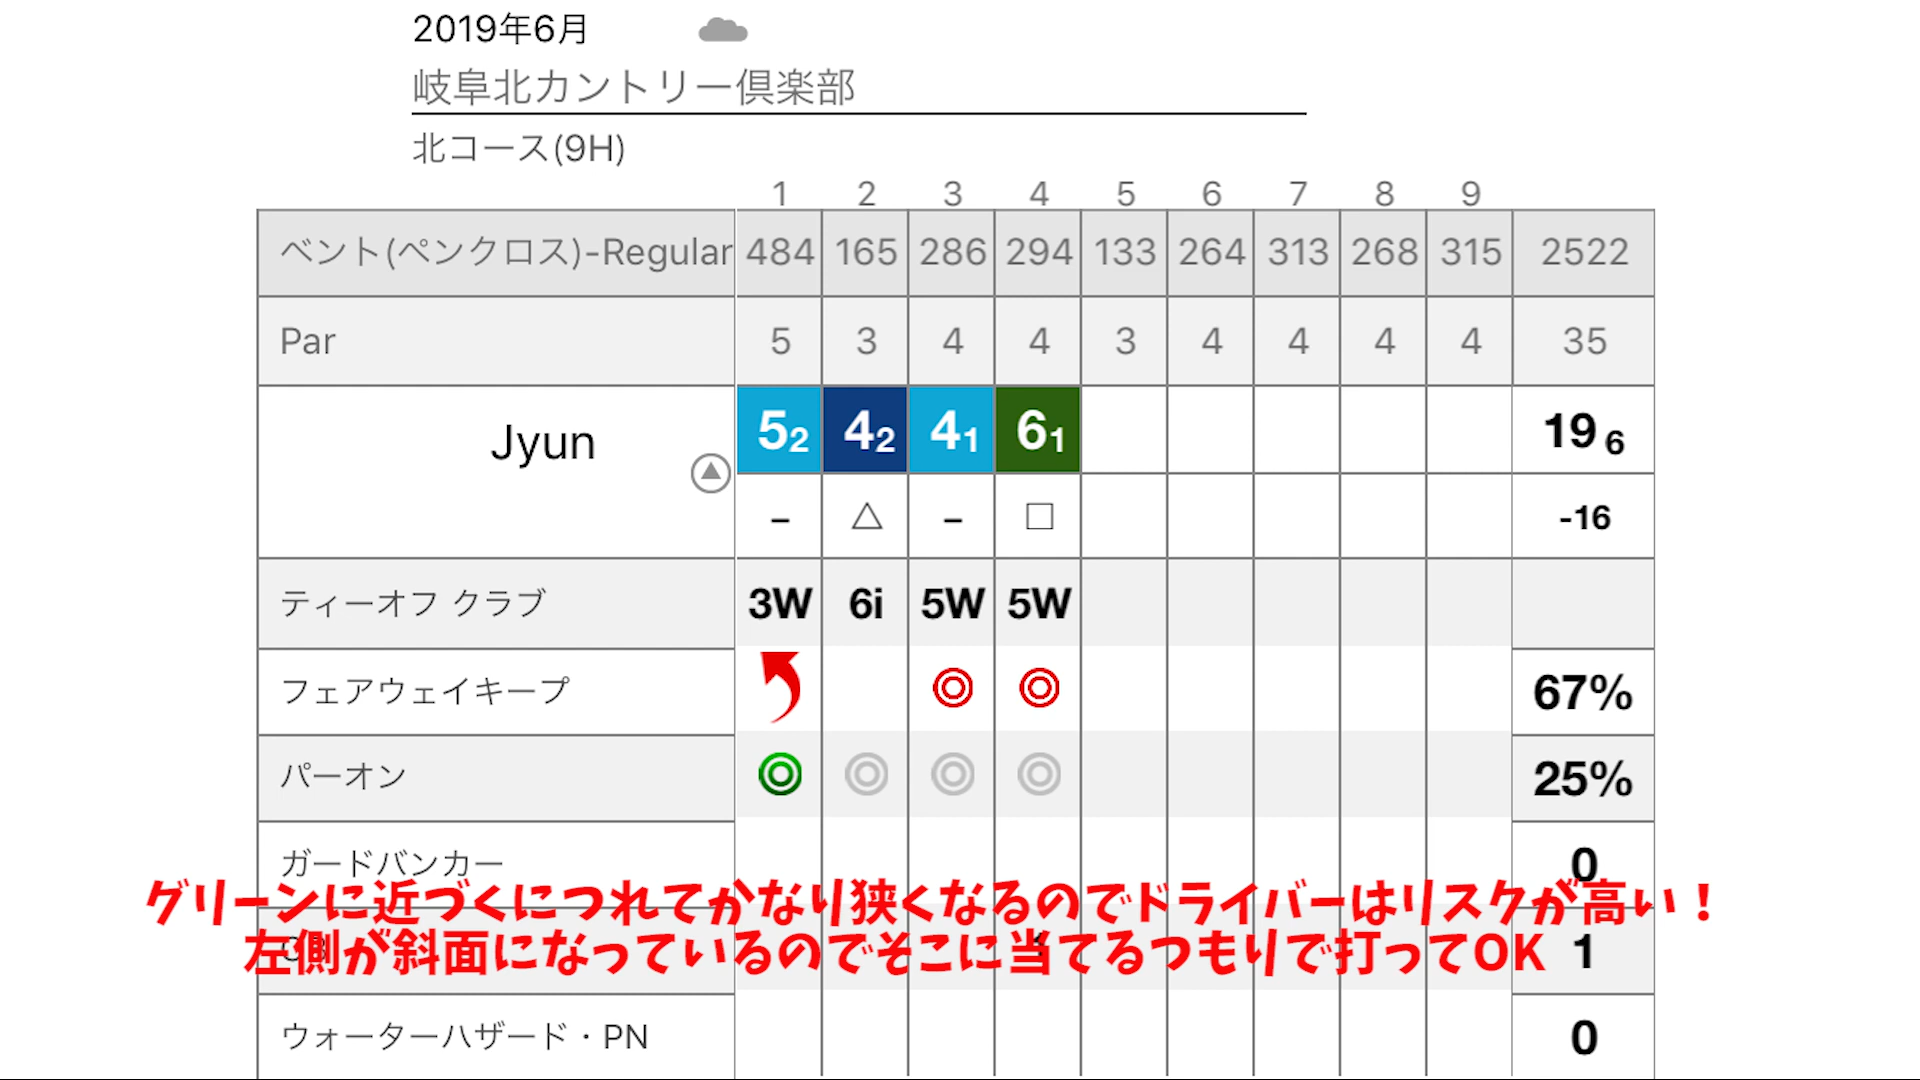 2019年6月
岐阜北カントリー倶楽部
北コース(9H)
1 2 3 4 5 6 7 8 9
ベント(ペンクロス)-Regular 484 165 286 294 133 264 313 268 315 2522
Par 5 3 4 4 3 4 4 4 4 35
Jyun 5 2 4 2 4 1 6 1 19 6
– △ – □ -16
ティーオフ クラブ 3W 6i 5W 5W
フェアウェイキープ 67%
パーオン 25%
ガードバンカー 0
グリーンに近づくにつれてかなり狭くなるのでドライバーはリスクが高い！
左側が斜面になっているのでそこに当てるつもりで打ってOK
1
ウォーターハザード・PN 0